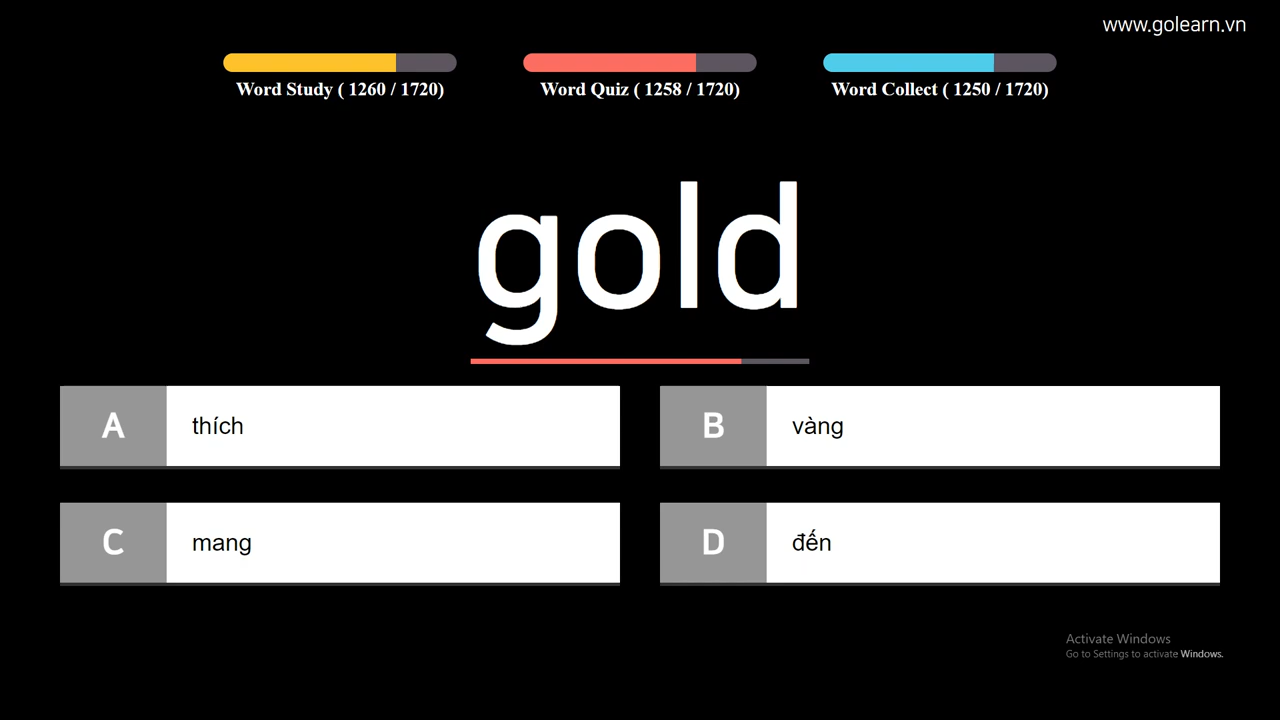 www.golearn.vn
Word Study ( 1260 / 1720)
Word Quiz ( 1258 / 1720)
Word Collect ( 1250 / 1720)
gold
A thích
B vàng
C mang
D đến
Activate Windows
Go to Settings to activate Windows.